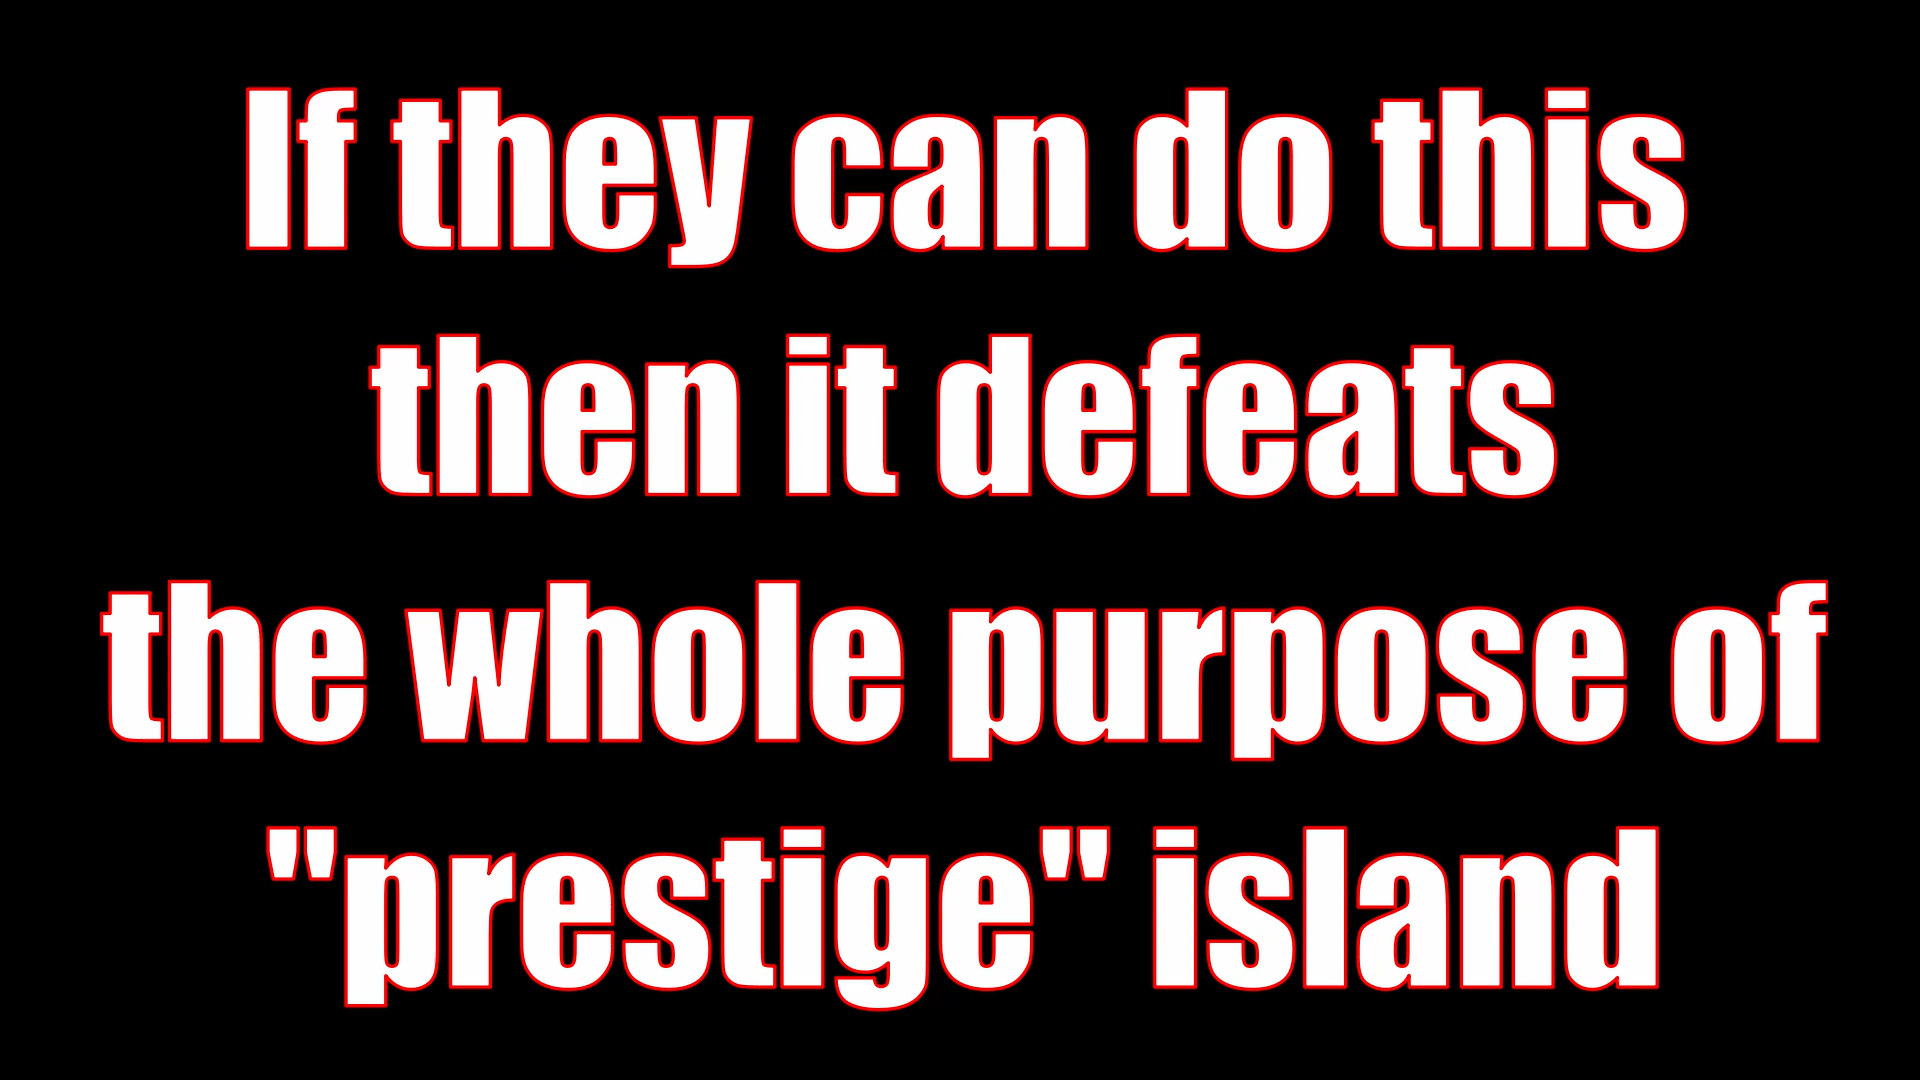 If they can do this
then it defeats
the whole purpose of
"prestige" island